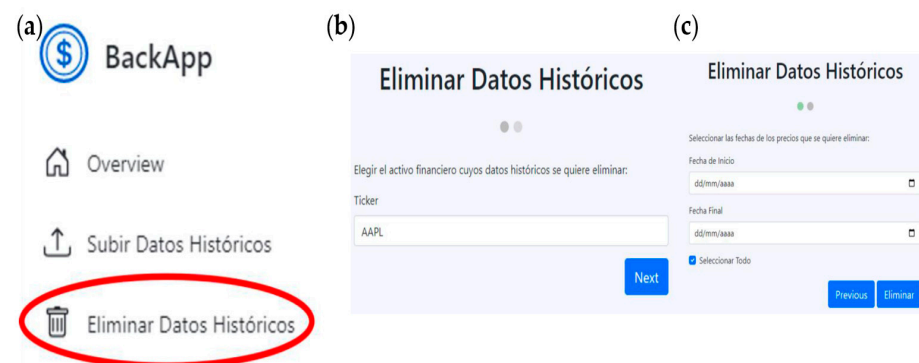 (a)
$
BackApp
Overview
Subir Datos Históricos
Eliminar Datos Históricos
(b)
Eliminar Datos Históricos
Elegir el activo financiero cuyos datos históricos se quiere eliminar:
Ticker
AAPL
Next
(c)
Eliminar Datos Históricos
Seleccionar las fechas de los precios que se quiere eliminar:
Fecha de Inicio
dd/mm/aaaa
Fecha Final
dd/mm/aaaa
Seleccionar Todo
Previous Eliminar